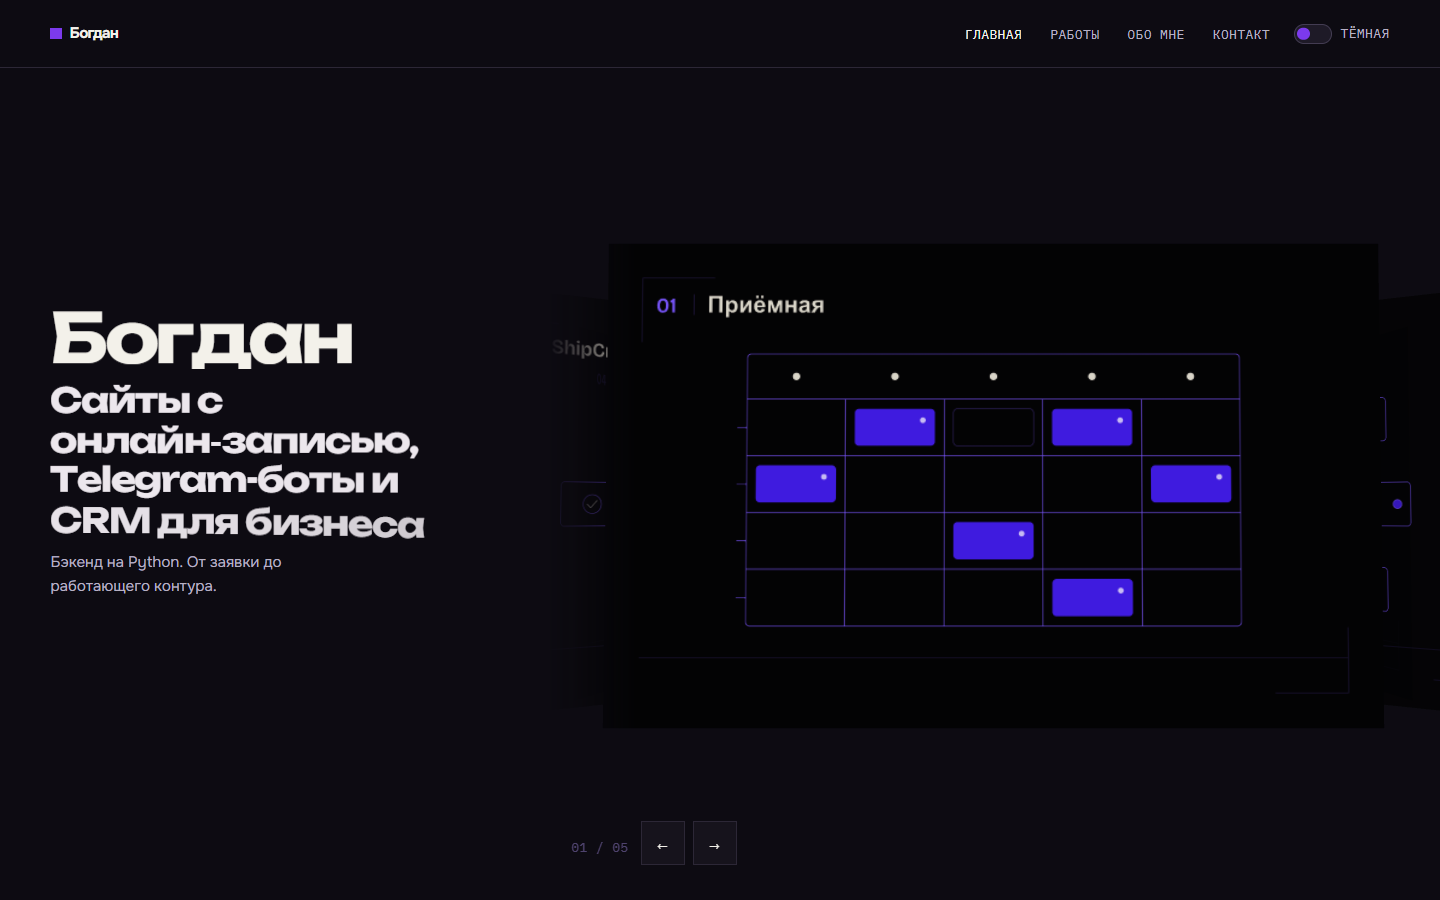 Богдан
ГЛАВНАЯ
РАБОТЫ
ОБО МНЕ
КОНТАКТ
ТЁМНАЯ
Богдан
Сайты с
онлайн-записью,
Telegram-боты и
CRM для бизнеса
Бэкенд на Python. От заявки до
работающего контура.
01 Приёмная
01 / 05
← →